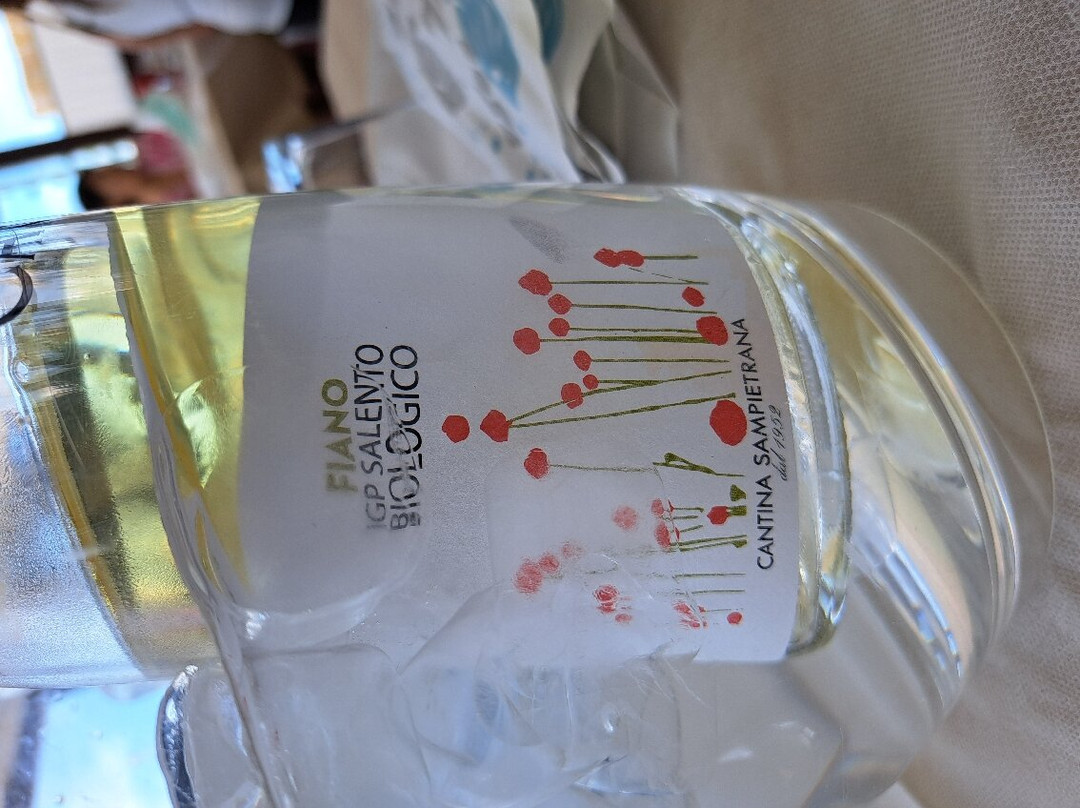 FIANO
IGP SALENTO
BIOLOGICO
CANTINA SAMPIETRANA
dal 1952